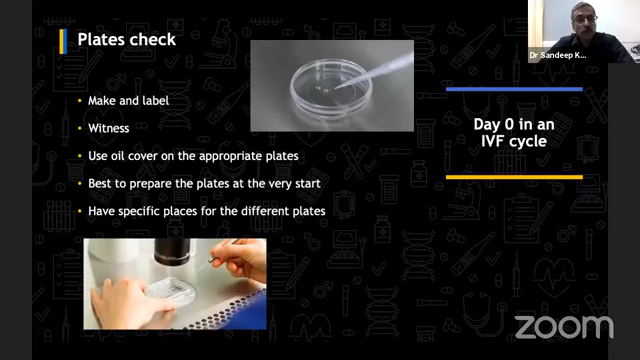 Plates check
Make and label
Witness
Use oil cover on the appropriate plates
Best to prepare the plates at the very start
Have specific places for the different plates
Day 0 in an
IVF cycle
Dr Sandeep K...
zoom